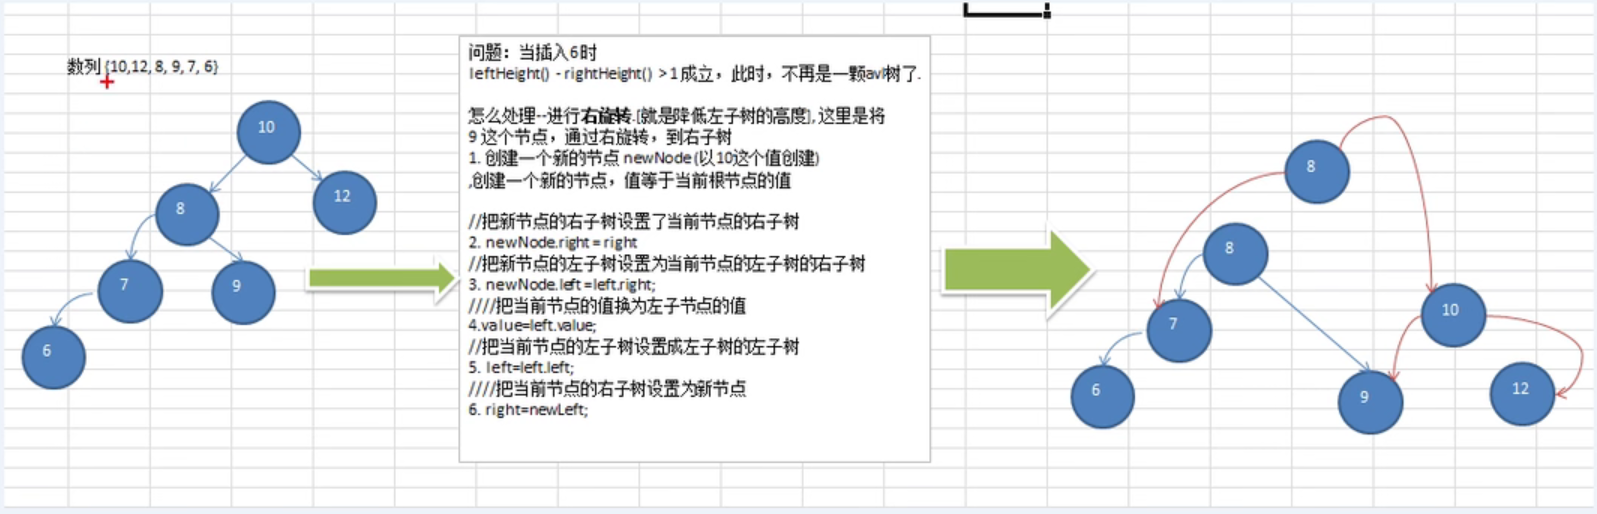 数列 {10,12, 8, 9, 7, 6}
10
8
12
7
9
6
问题：当插入6时
leftHeight() - rightHeight() > 1成立，此时，不再是一颗avl树了.
怎么处理--进行右旋转.[就是降低左子树的高度], 这里是将
9 这个节点，通过右旋转，到右子树
1. 创建一个新的节点 newNode (以10这个值创建)
,创建一个新的节点，值等于当前根节点的值
//把新节点的右子树设置了当前节点的右子树
2. newNode.right = right
//把新节点的左子树设置为当前节点的左子树的右子树
3. newNode.left =left.right;
////把当前节点的值换为左子节点的值
4.value=left.value;
//把当前节点的左子树设置成左子树的左子树
5. left=left.left;
////把当前节点的右子树设置为新节点
6. right=newLeft;
8
8
7
10
6
9
12